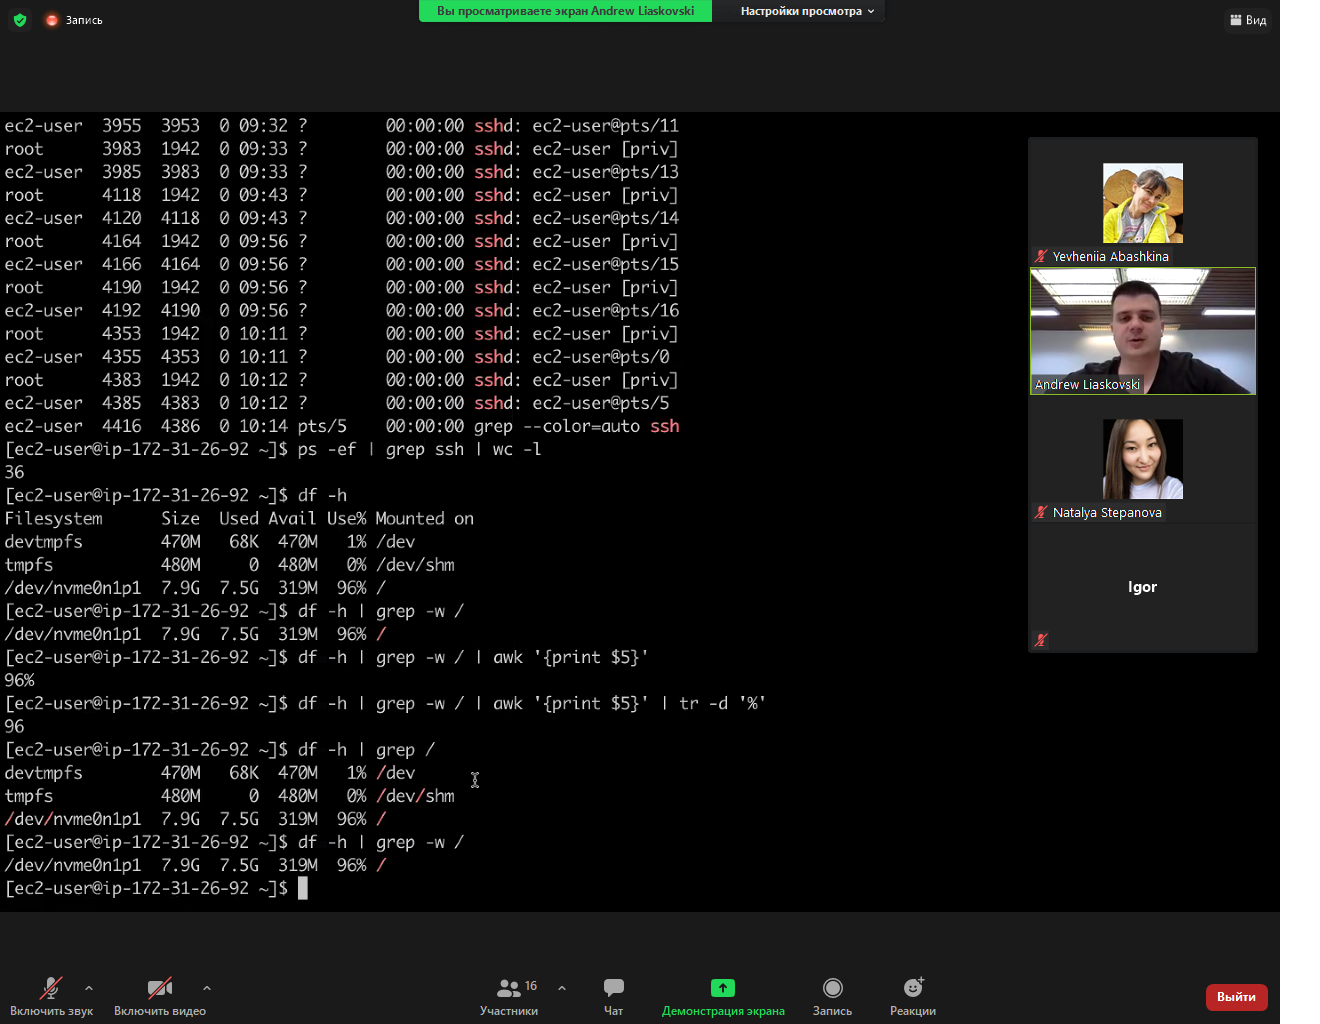 Запись
Вы просматриваете экран Andrew Liaskovski
Настройки просмотра
Вид
ec2-user  3955  3953  0 09:32 ?        00:00:00 sshd: ec2-user@pts/11
root      3983  1942  0 09:33 ?        00:00:00 sshd: ec2-user [priv]
ec2-user  3985  3983  0 09:33 ?        00:00:00 sshd: ec2-user@pts/13
root      4118  1942  0 09:43 ?        00:00:00 sshd: ec2-user [priv]
ec2-user  4120  4118  0 09:43 ?        00:00:00 sshd: ec2-user@pts/14
root      4164  1942  0 09:56 ?        00:00:00 sshd: ec2-user [priv]
ec2-user  4166  4164  0 09:56 ?        00:00:00 sshd: ec2-user@pts/15
root      4190  1942  0 09:56 ?        00:00:00 sshd: ec2-user [priv]
ec2-user  4192  4190  0 09:56 ?        00:00:00 sshd: ec2-user@pts/16
root      4353  1942  0 10:11 ?        00:00:00 sshd: ec2-user [priv]
ec2-user  4355  4353  0 10:11 ?        00:00:00 sshd: ec2-user@pts/0
root      4383  1942  0 10:12 ?        00:00:00 sshd: ec2-user [priv]
ec2-user  4385  4383  0 10:12 ?        00:00:00 sshd: ec2-user@pts/5
ec2-user  4416  4386  0 10:14 pts/5    00:00:00 grep --color=auto ssh
[ec2-user@ip-172-31-26-92 ~]$ ps -ef | grep ssh | wc -l
36
[ec2-user@ip-172-31-26-92 ~]$ df -h
Filesystem      Size  Used Avail Use% Mounted on
devtmpfs        470M   68K  470M   1% /dev
tmpfs           480M     0  480M   0% /dev/shm
/dev/nvme0n1p1  7.9G  7.5G  319M  96% /
[ec2-user@ip-172-31-26-92 ~]$ df -h | grep -w /
/dev/nvme0n1p1  7.9G  7.5G  319M  96% /
[ec2-user@ip-172-31-26-92 ~]$ df -h | grep -w / | awk '{print $5}'
96%
[ec2-user@ip-172-31-26-92 ~]$ df -h | grep -w / | awk '{print $5}' | tr -d '%'
96
[ec2-user@ip-172-31-26-92 ~]$ df -h | grep /
devtmpfs        470M   68K  470M   1% /dev
tmpfs           480M     0  480M   0% /dev/shm
/dev/nvme0n1p1  7.9G  7.5G  319M  96% /
[ec2-user@ip-172-31-26-92 ~]$ df -h | grep -w /
/dev/nvme0n1p1  7.9G  7.5G  319M  96% /
[ec2-user@ip-172-31-26-92 ~]$
Yevheniia Abashkina
Andrew Liaskovski
Natalya Stepanova
Igor
Включить звук
Включить видео
16
Участники
Чат
Демонстрация экрана
Запись
Реакции
Выйти